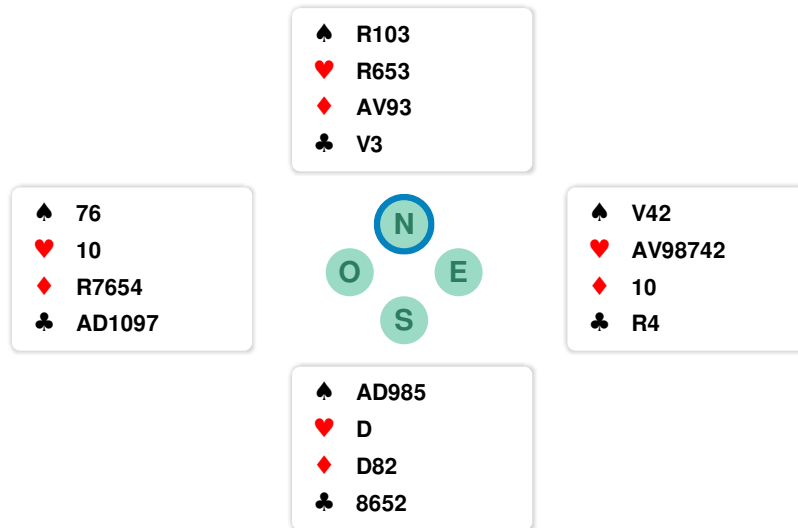 ♠ R103
♥ R653
♦ AV93
♣ V3
♠ 76
♥ 10
♦ R7654
♣ AD1097
N
O E
S
♠ V42
♥ AV98742
♦ 10
♣ R4
♠ AD985
♥ D
♦ D82
♣ 8652